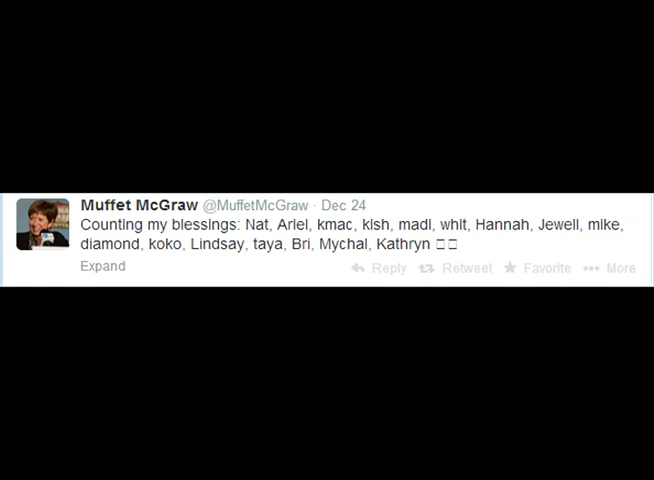 Muffet McGraw @MuffetMcGraw · Dec 24
Counting my blessings: Nat, Ariel, kmac, kish, madi, whit, Hannah, Jewell, mike,
diamond, koko, Lindsay, taya, Bri, Mychal, Kathryn □□
Expand Reply Retweet Favorite More